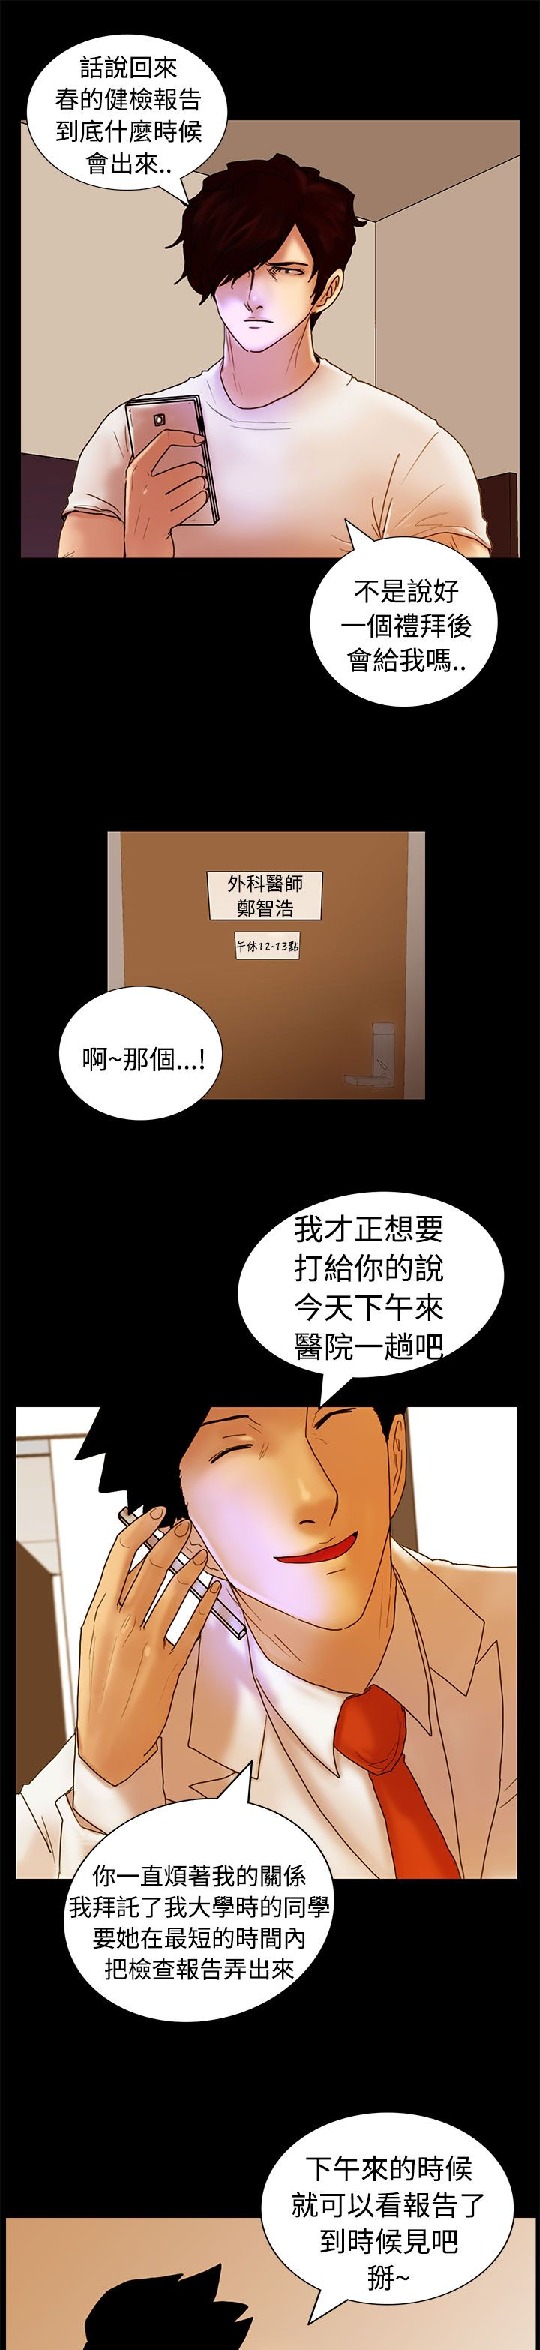 話說回來
春的健檢報告
到底什麼時候
會出來..
不是說好
一個禮拜後
會給我嗎..
外科醫師
鄭智浩
午休12-13點
啊~那個...!
我才正想要
打給你的說
今天下午來
醫院一趟吧
你一直煩著我的關係
我拜託了我大學時的同學
要她在最短的時間內
把檢查報告弄出來
下午來的時候
就可以看報告了
到時候見吧
掰~